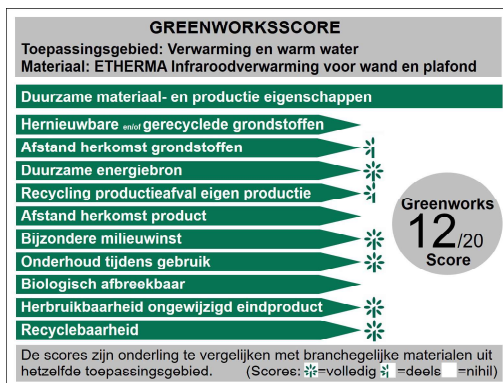 GREENWORKSSCORE
Toepassingsgebied: Verwarming en warm water
Materiaal: ETHERMA Infraroodverwarming voor wand en plafond
Duurzame materiaal- en productie eigenschappen
Hernieuwbare en/of gerecyclede grondstoffen
Afstand herkomst grondstoffen
Duurzame energiebron
Recycling productieafval eigen productie
Afstand herkomst product
Bijzondere milieuwinst
Onderhoud tijdens gebruik
Biologisch afbreekbaar
Herbruikbaarheid ongewijzigd eindproduct
Recyclebaarheid
Greenworks
12/20
Score
De scores zijn onderling te vergelijken met branchegelijke materialen uit
hetzelfde toepassingsgebied. (Scores: =volledig =deels =nihil)